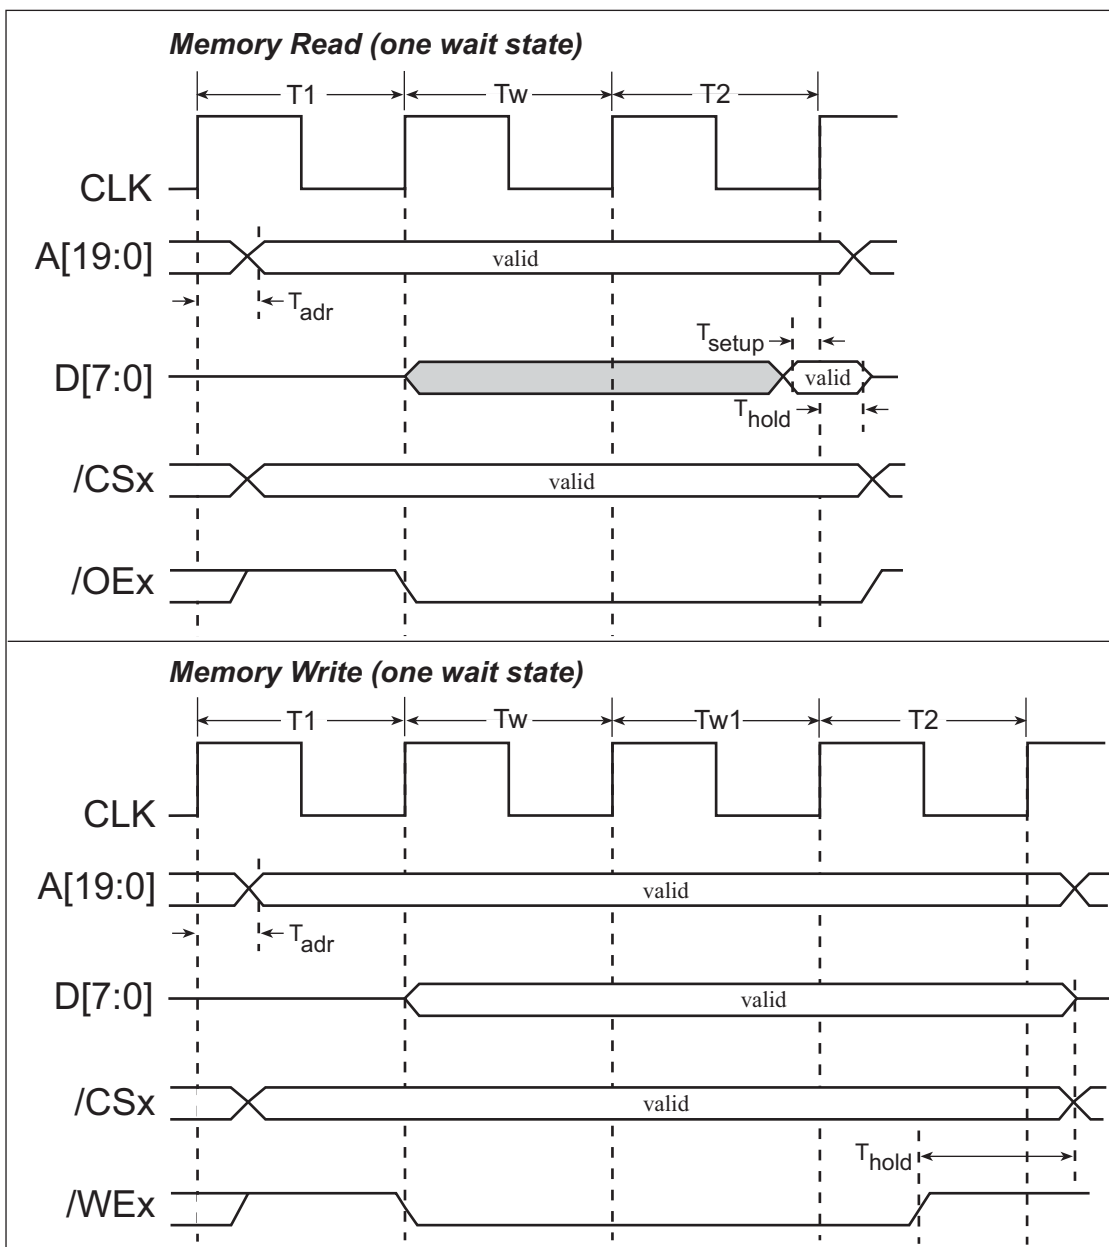 Memory Read (one wait state)
T1 Tw T2
CLK
A[19:0] valid
Tadr
Tsetup
D[7:0] valid
Thold
/CSx valid
/OEx
Memory Write (one wait state)
T1 Tw Tw1 T2
CLK
A[19:0] valid
Tadr
D[7:0] valid
/CSx valid
Thold
/WEx